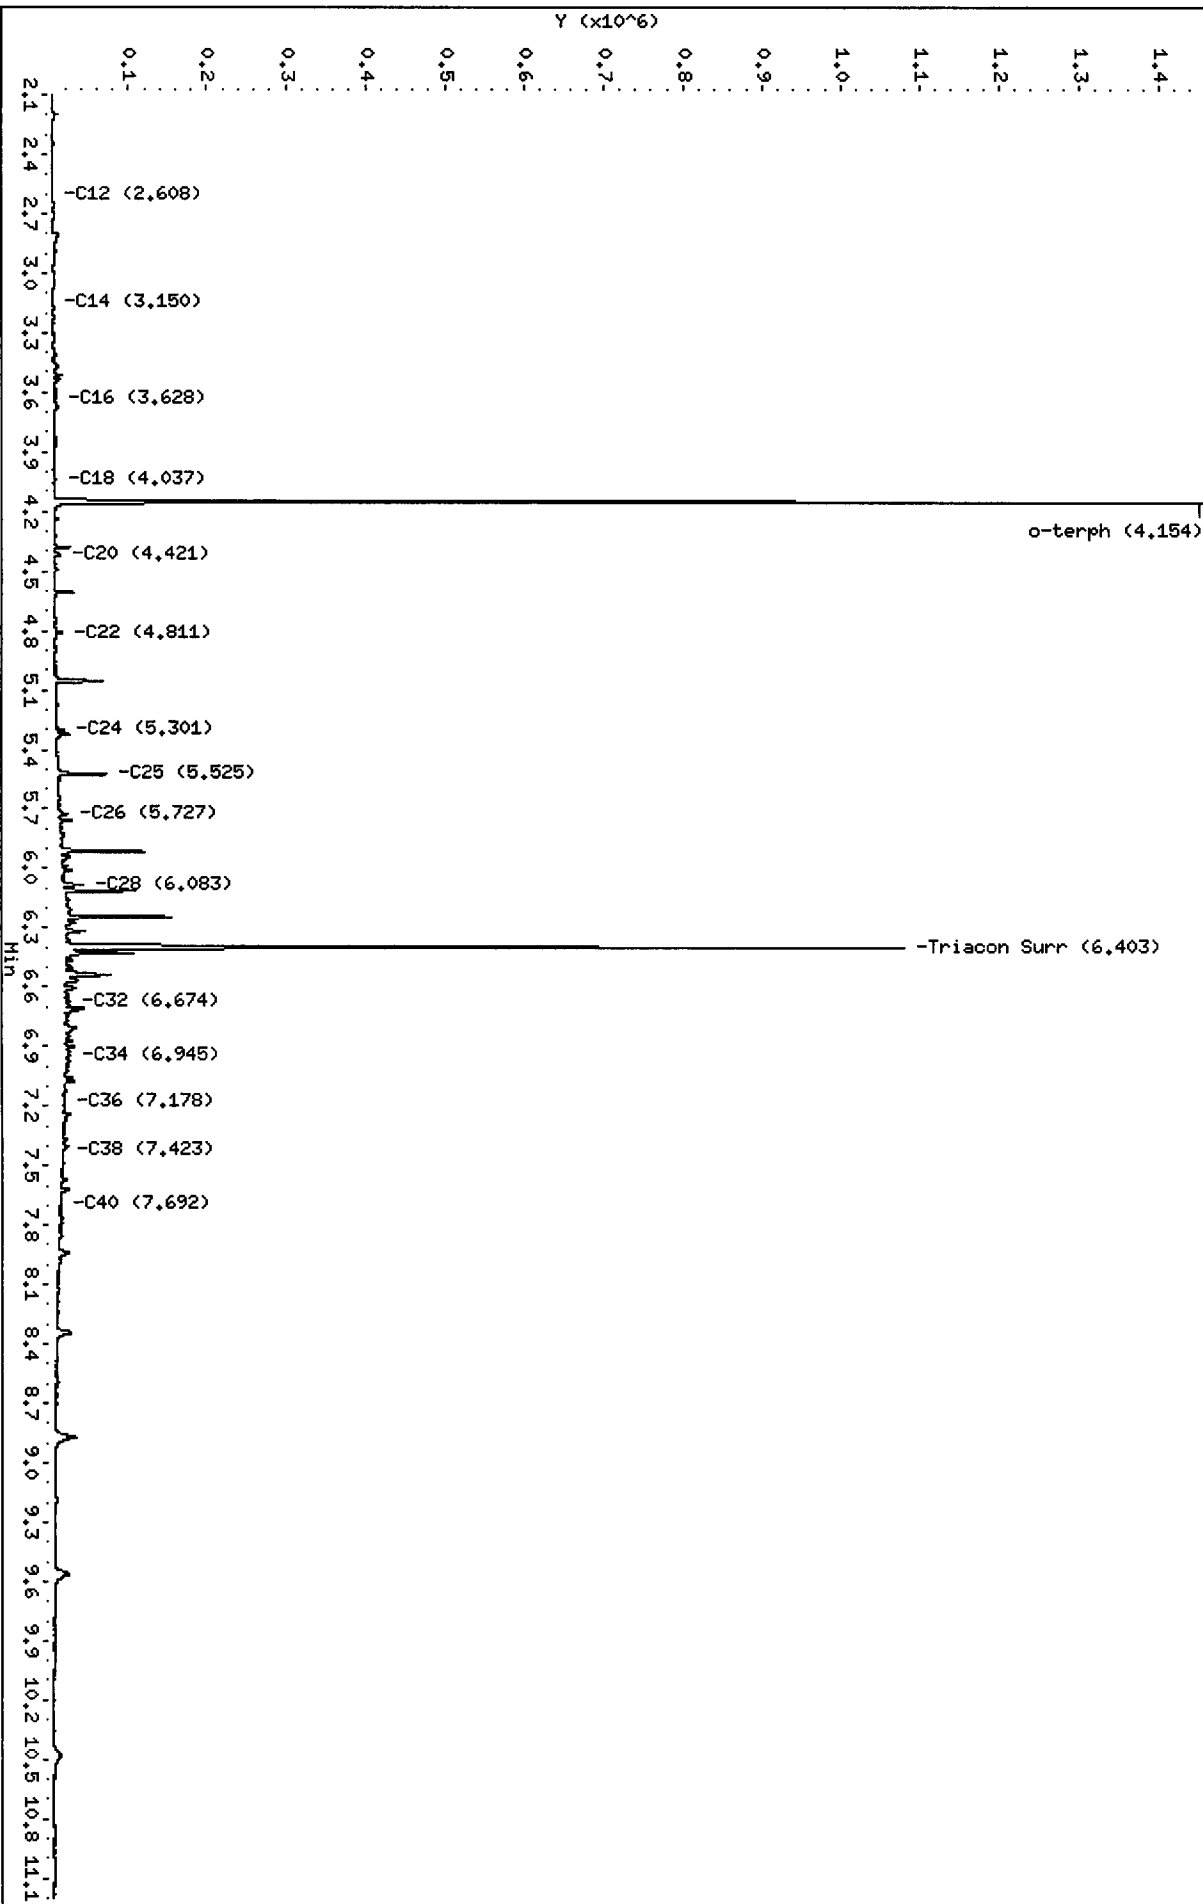 Y (x10^6)
0.1
0.2
0.3
0.4
0.5
0.6
0.7
0.8
0.9
1.0
1.1
1.2
1.3
1.4
2.1
2.4
2.7
3.0
3.3
3.6
3.9
4.2
4.5
4.8
5.1
5.4
5.7
6.0
6.3
6.6
6.9
7.2
7.5
7.8
8.1
8.4
8.7
9.0
9.3
9.6
9.9
10.2
10.5
10.8
11.1
Min
-C12 (2.608)
-C14 (3.150)
-C16 (3.628)
-C18 (4.037)
o-terph (4.154)
-C20 (4.421)
-C22 (4.811)
-C24 (5.301)
-C25 (5.525)
-C26 (5.727)
-C28 (6.083)
-Triacon Surr (6.403)
-C32 (6.674)
-C34 (6.945)
-C36 (7.178)
-C38 (7.423)
-C40 (7.692)